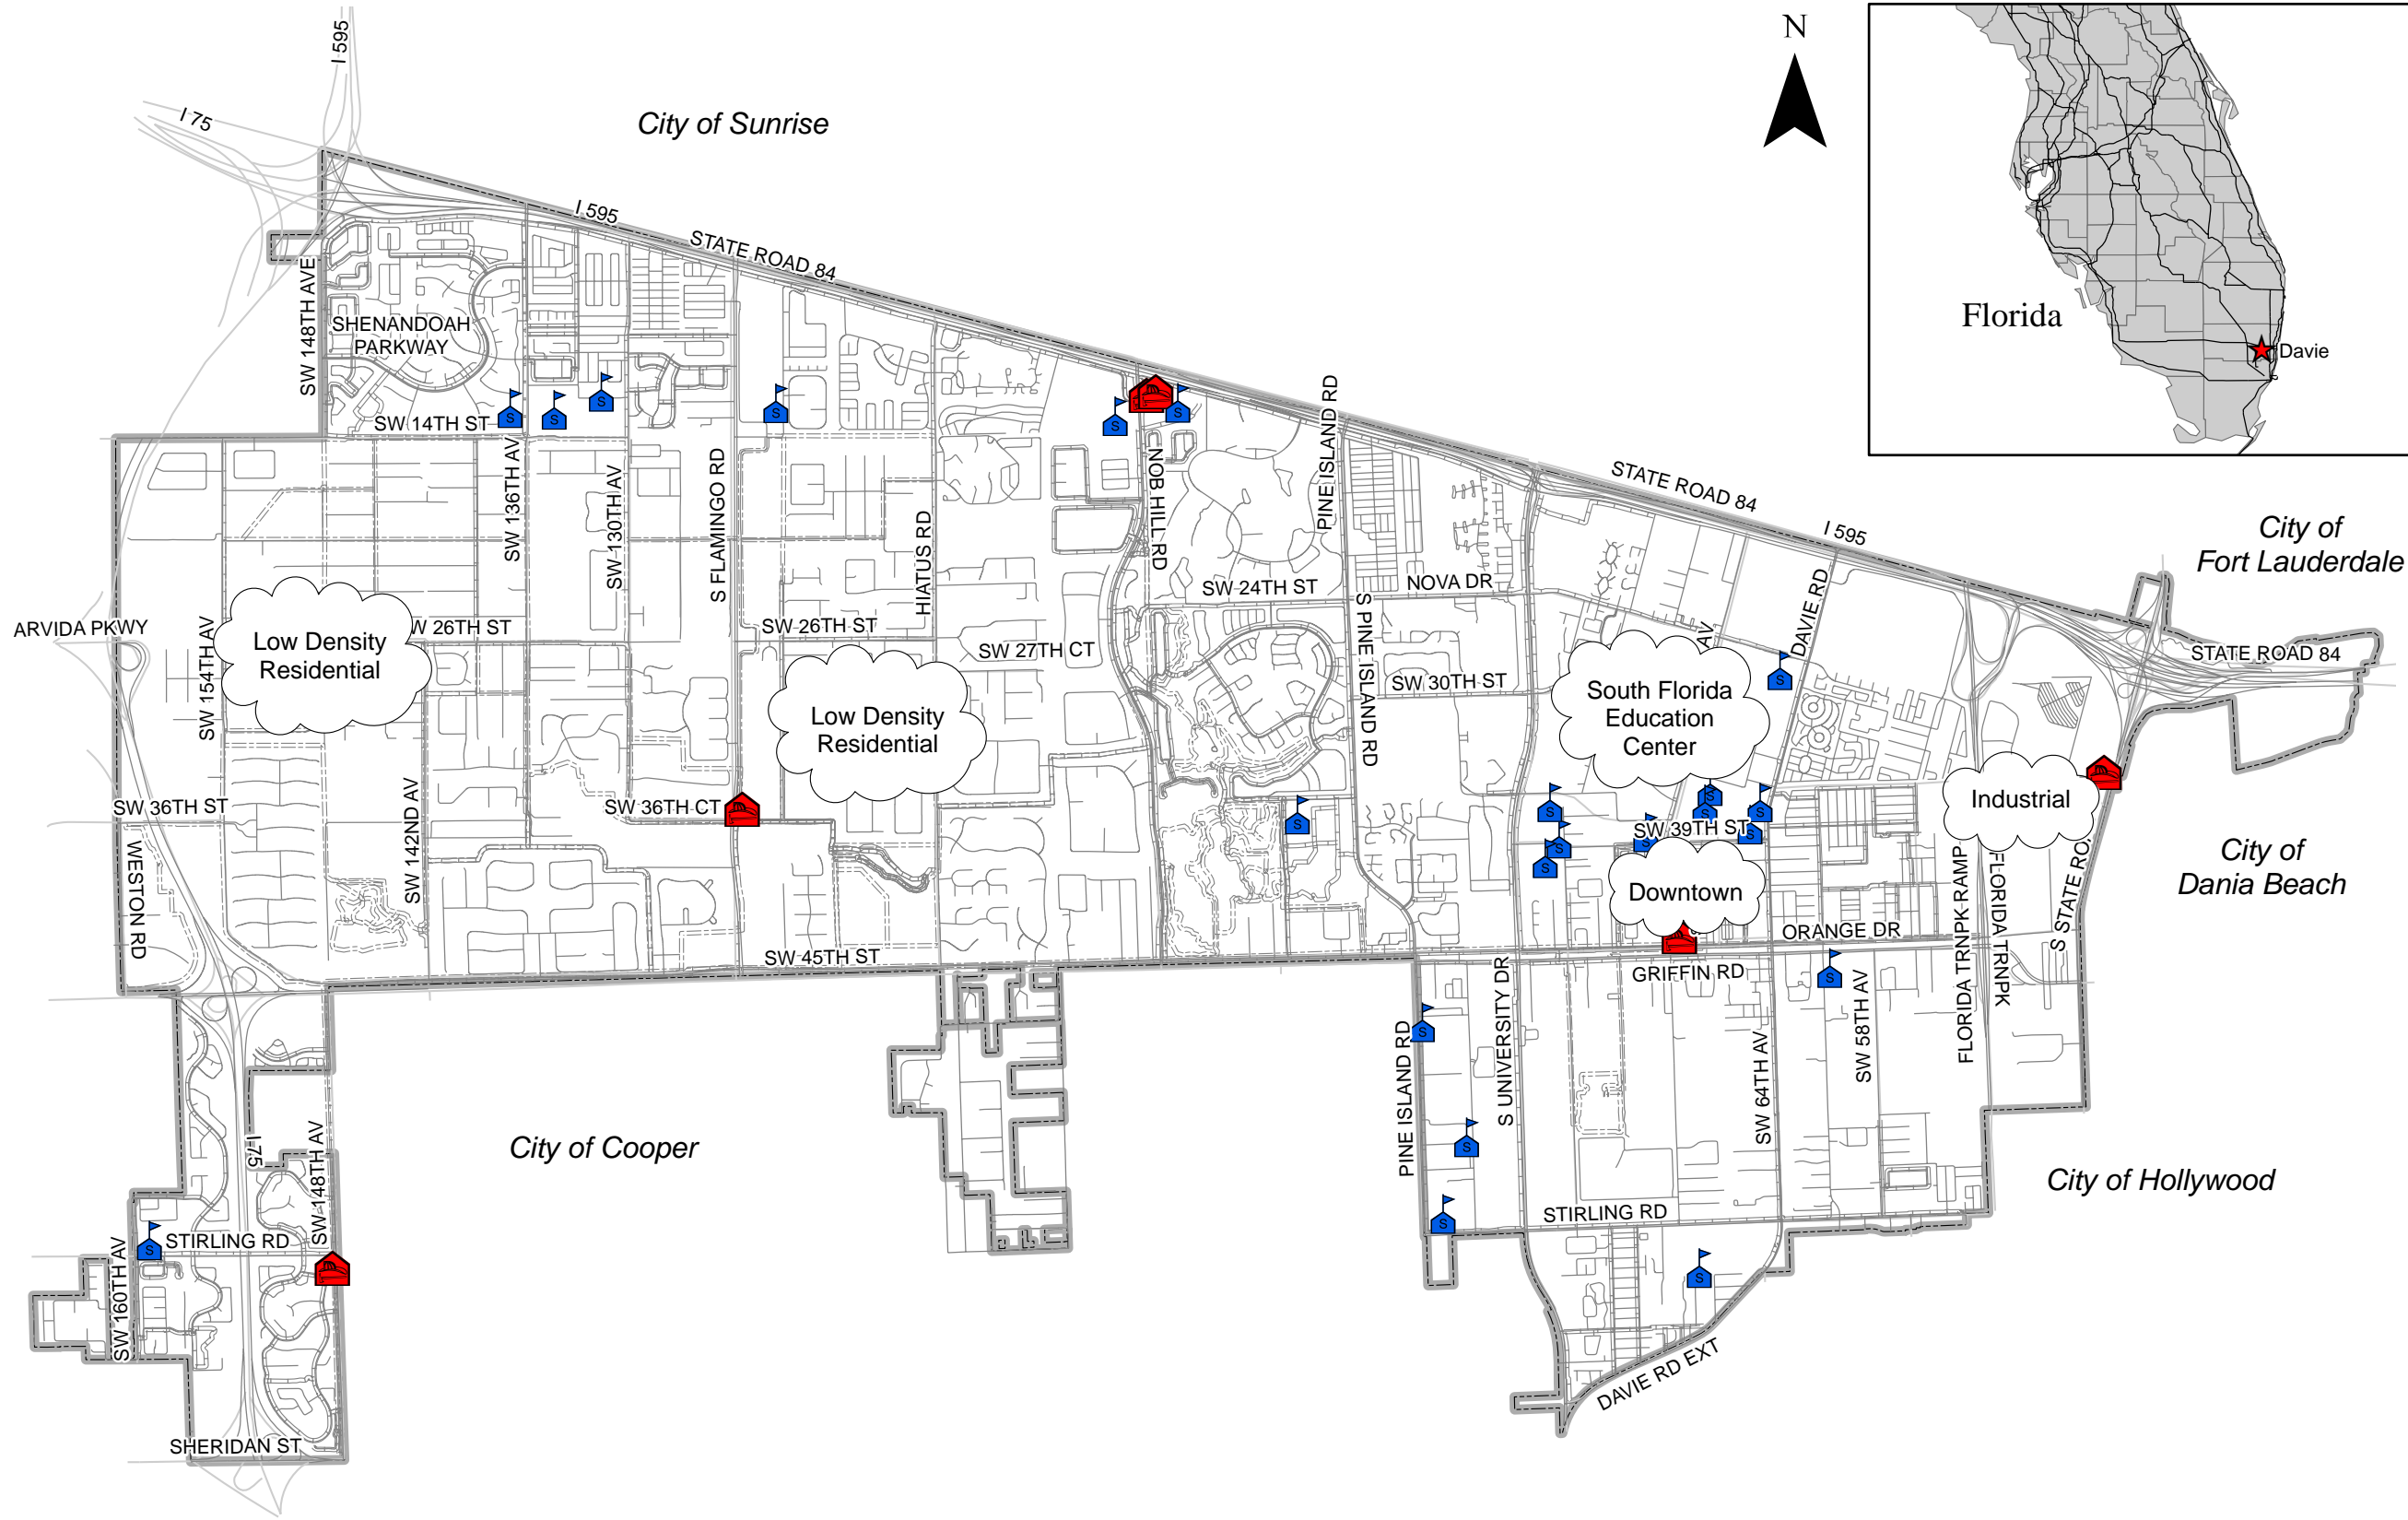 I 595
N
I 75
City of Sunrise
I 595
STATE ROAD 84
Florida
Davie
SW 148TH AVE
SHENANDOAH
PARKWAY
SW 14TH ST
S
S
S
S
S
S
PINE ISLAND RD
NOB HILL RD
SW 136TH AV
SW 130TH AV
S FLAMINGO RD
HIATUS RD
STATE ROAD 84
I 595
City of
Fort Lauderdale
SW 24TH ST
NOVA DR
DAVIE RD
AV
ARVIDA PKWY
SW 154TH AV
Low Density
Residential
W 26TH ST
SW 26TH ST
SW 27TH CT
S PINE ISLAND RD
SW 30TH ST
South Florida
Education
Center
S
STATE ROAD 84
Low Density
Residential
SW 36TH ST
SW 142ND AV
SW 36TH CT
S
S
S
S
S
SW 39TH ST
S
S
S
S
Industrial
City of
Dania Beach
WESTON RD
Downtown
FLORIDA TRNPK-RAMP
FLORIDA TRNPK
S STATE RO
SW 45TH ST
ORANGE DR
GRIFFIN RD
S
S
PINE ISLAND RD
S UNIVERSITY DR
SW 64TH AV
SW 58TH AV
I 75
SW 148TH AV
City of Cooper
S
City of Hollywood
S
STIRLING RD
S
STIRLING RD
SW 160TH AV
S
DAVIE RD EXT
SHERIDAN ST